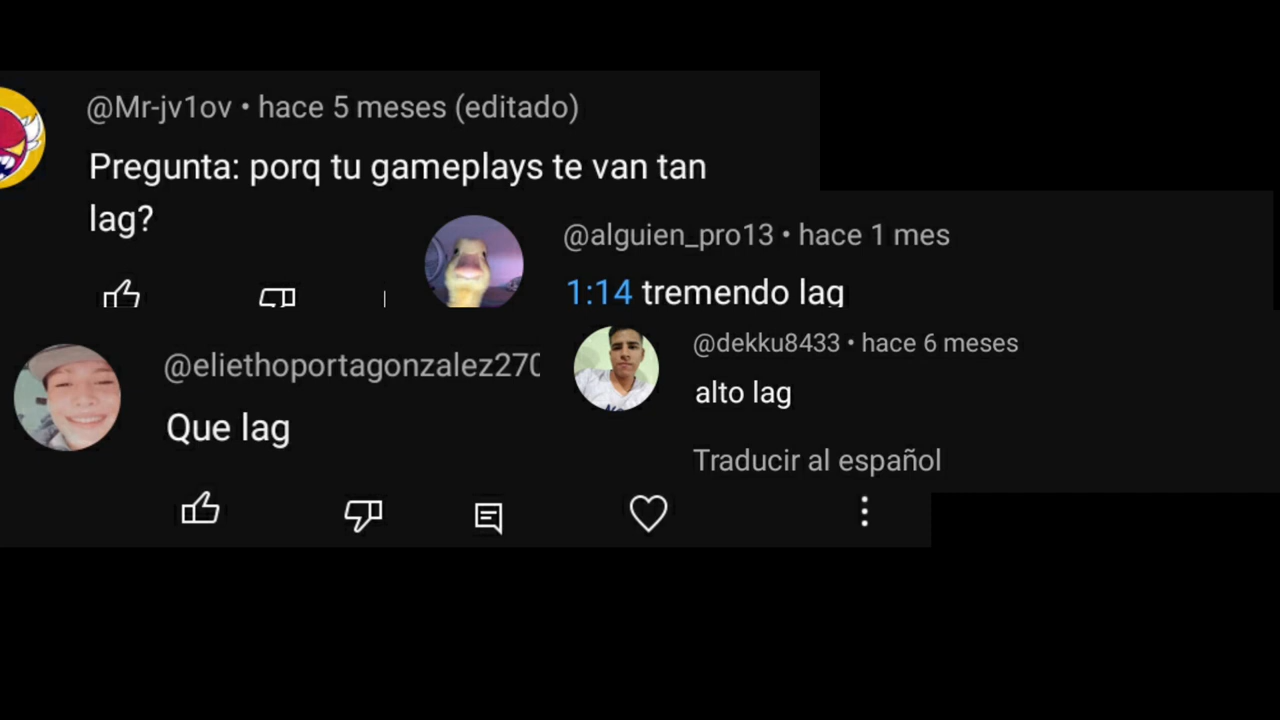 @Mr-jv1ov • hace 5 meses (editado)
Pregunta: porq tu gameplays te van tan
lag?
@alguien_pro13 • hace 1 mes
1:14 tremendo lag
@eliethoportagonzalez270
Que lag
@dekku8433 • hace 6 meses
alto lag
Traducir al español